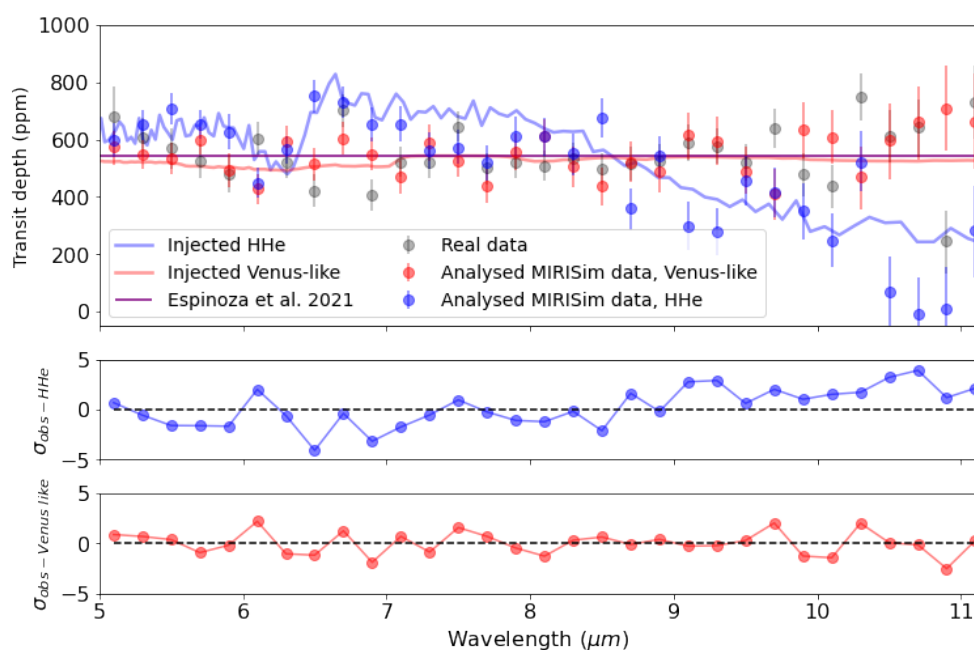 1000
800
600
400
200
0
Transit depth (ppm)
Injected HHe
Injected Venus-like
Espinoza et al. 2021
Real data
Analysed MIRISim data, Venus-like
Analysed MIRISim data, HHe
5
0
−5
σobs−HHe
5
0
−5
σobs−Venus like
5 6 7 8 9 10 11
Wavelength (μm)